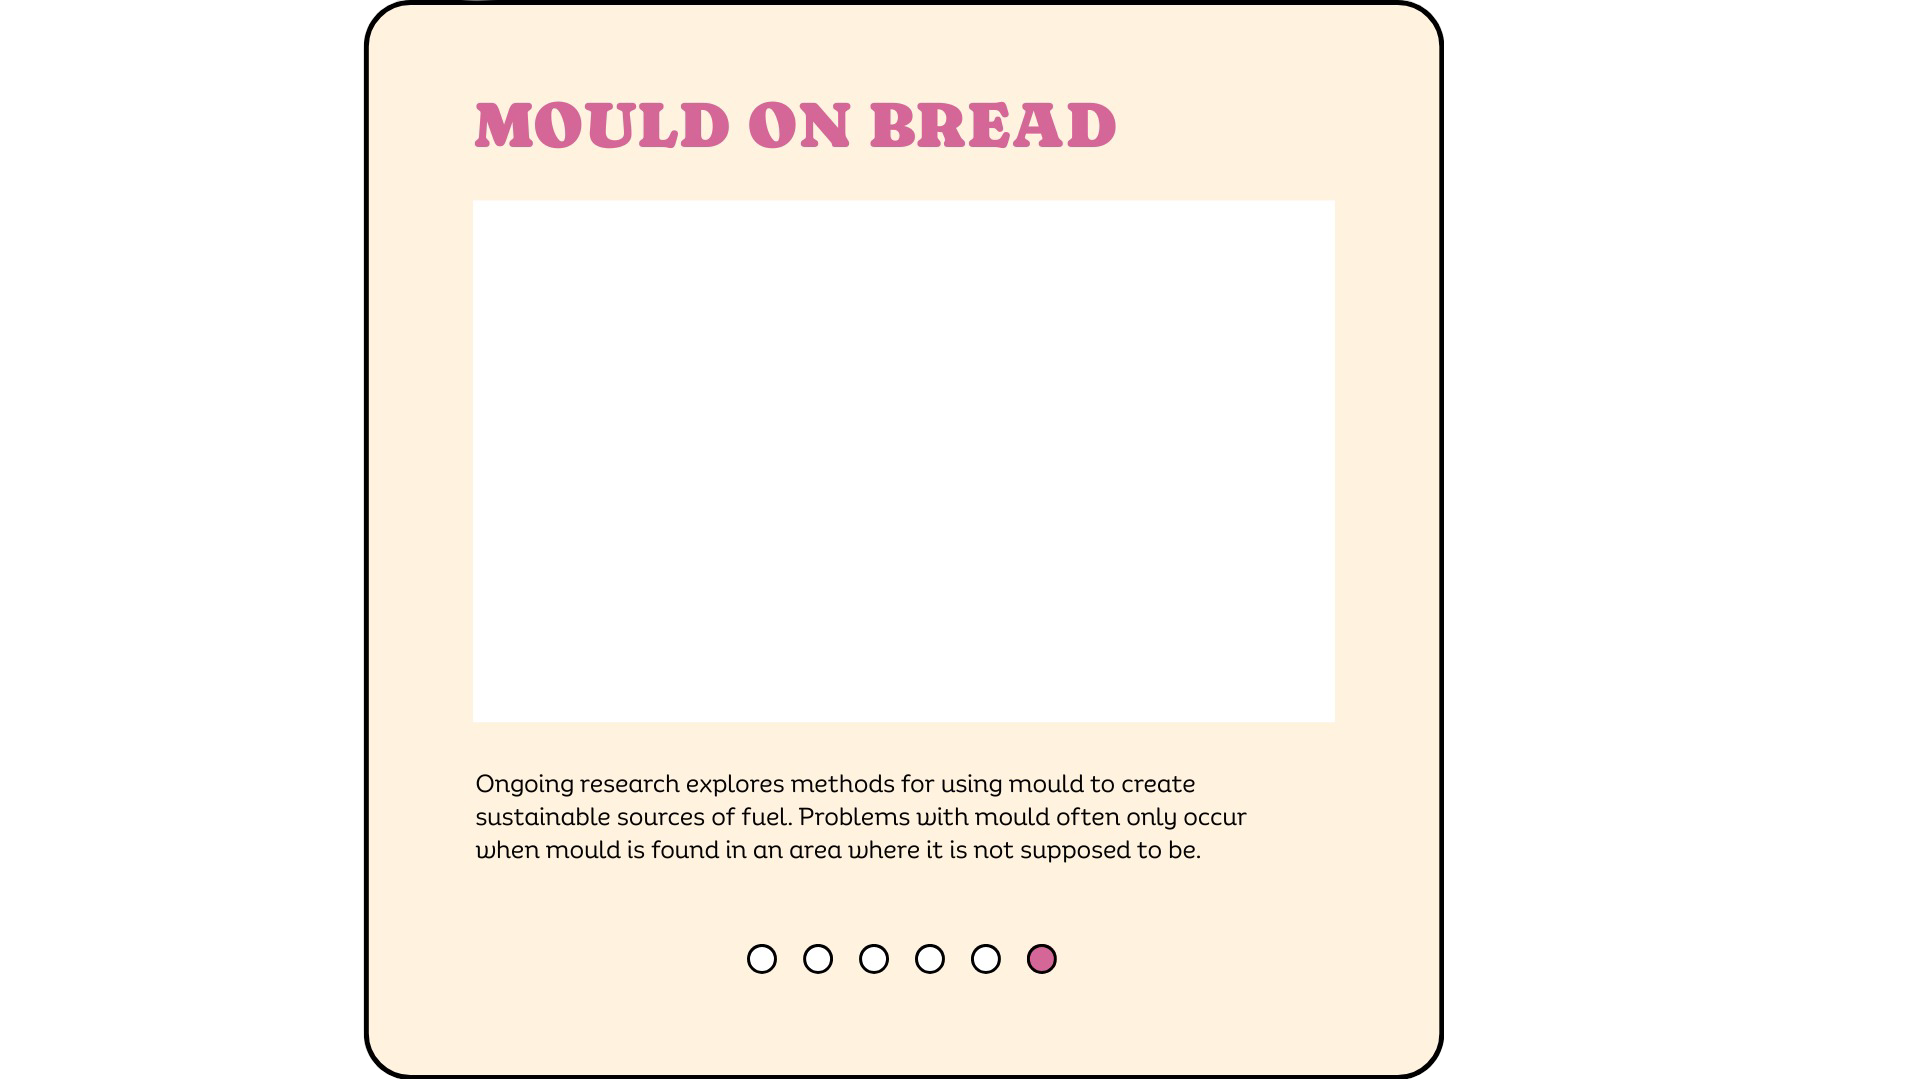 MOULD ON BREAD
Ongoing research explores methods for using mould to create
sustainable sources of fuel. Problems with mould often only occur
when mould is found in an area where it is not supposed to be.